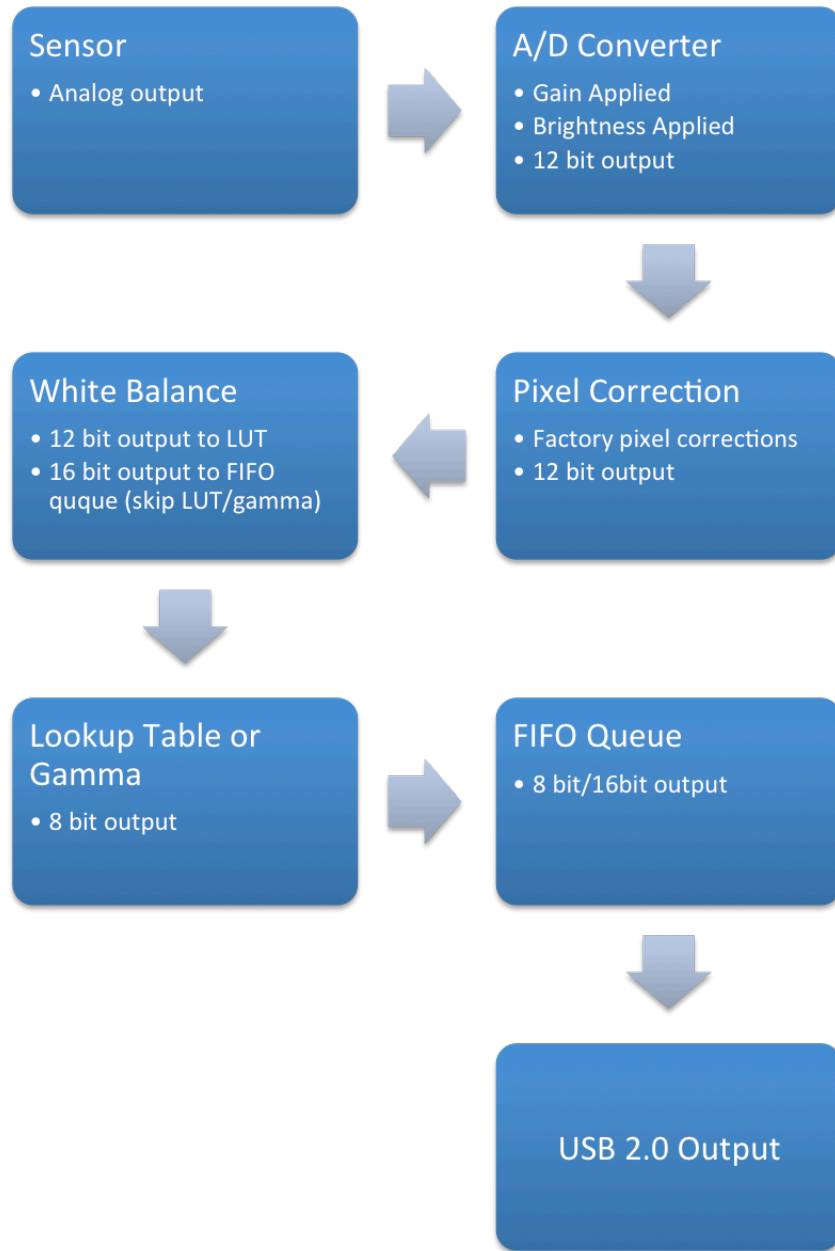 Sensor
• Analog output
A/D Converter
• Gain Applied
• Brightness Applied
• 12 bit output
Pixel Correction
• Factory pixel corrections
• 12 bit output
White Balance
• 12 bit output to LUT
• 16 bit output to FIFO
quque (skip LUT/gamma)
Lookup Table or
Gamma
• 8 bit output
FIFO Queue
• 8 bit/16bit output
USB 2.0 Output